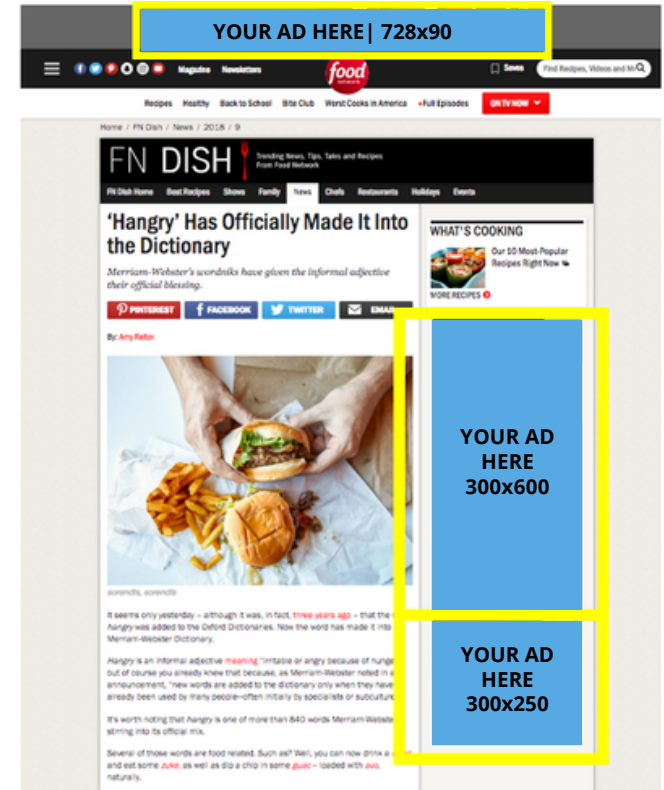 YOUR AD HERE| 728x90
Magazine Newsletters
food
network
Saves
Find Recipes, Videos and M
Recipes Healthy Back to School Bite Club Worst Cooks in America •Full Episodes ON TV NOW
Home / FN Dish / News / 2018 / 9
FN DISH
Trending News, Tips, Tales and Recipes
From Food Network
FN Dish Home Best Recipes Shows Family News Chefs Restaurants Holidays Events
'Hangry' Has Officially Made It Into
the Dictionary
Merriam-Webster's wordniks have given the informal adjective
their official blessing.
PINTEREST FACEBOOK TWITTER EMAI
By: Amy Reiter
WHAT'S COOKING
Our 10 Most-Popular
Recipes Right Now
MORE RECIPES
YOUR AD
HERE
300x600
YOUR AD
HERE
300x250
sorendls, sorendls
It seems only yesterday – although it was, in fact, three years ago – that the
hangry was added to the Oxford Dictionaries. Now the word has made it into
Merriam-Webster Dictionary.
Hangry is an informal adjective meaning "irritable or angry because of hunge
but of course you already knew that because, as Merriam-Webster noted in a
announcement, "new words are added to the dictionary only when they have
already been used by many people—often initially by specialists or subculture
It's worth noting that hangry is one of more than 840 words Merriam-Webste
stirring into its official mix.
Several of those words are food related. Such as? Well, you can now drink a
and eat some zuke, as well as dip a chip in some guac – loaded with avo,
naturally.